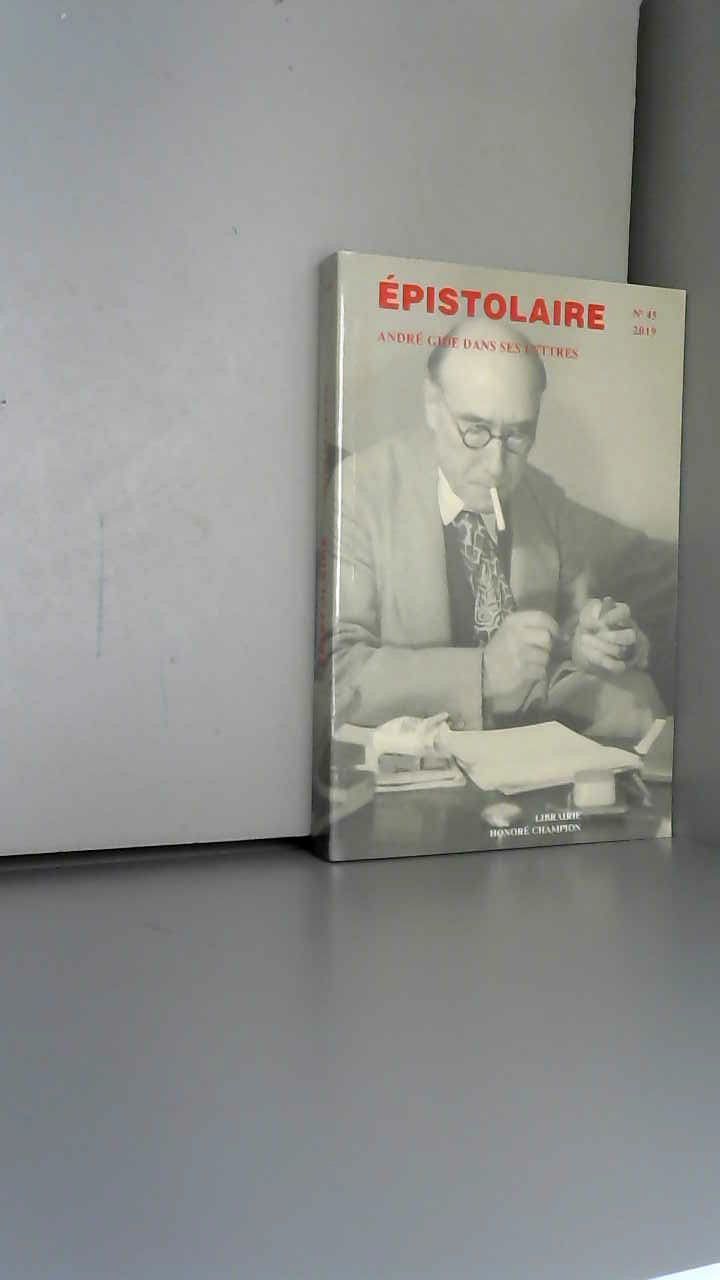 ÉPISTOLAIRE
N° 45
2019
ANDRÉ GIDE DANS SES LETTRES
LIBRAIRIE
HONORÉ CHAMPION